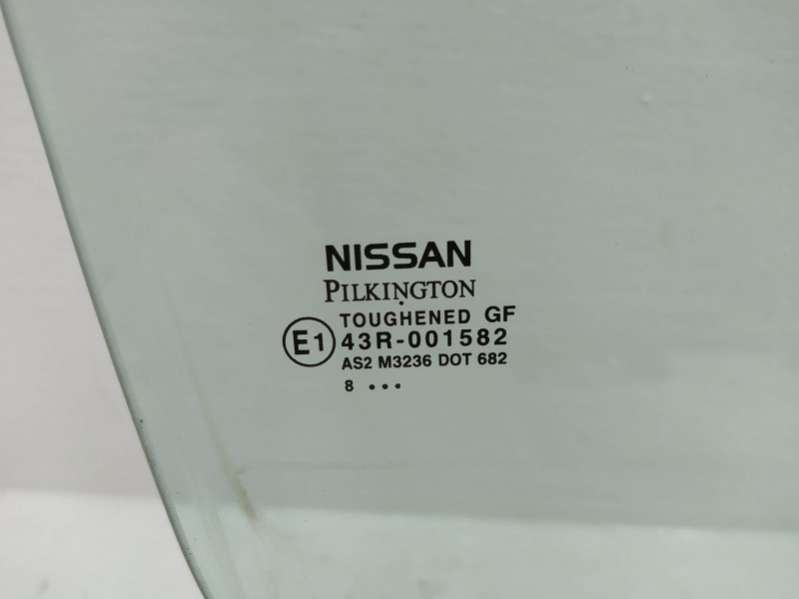 NISSAN
PILKINGTON
TOUGHENED GF
E1 43R-001582
AS2 M3236 DOT 682
8 ...